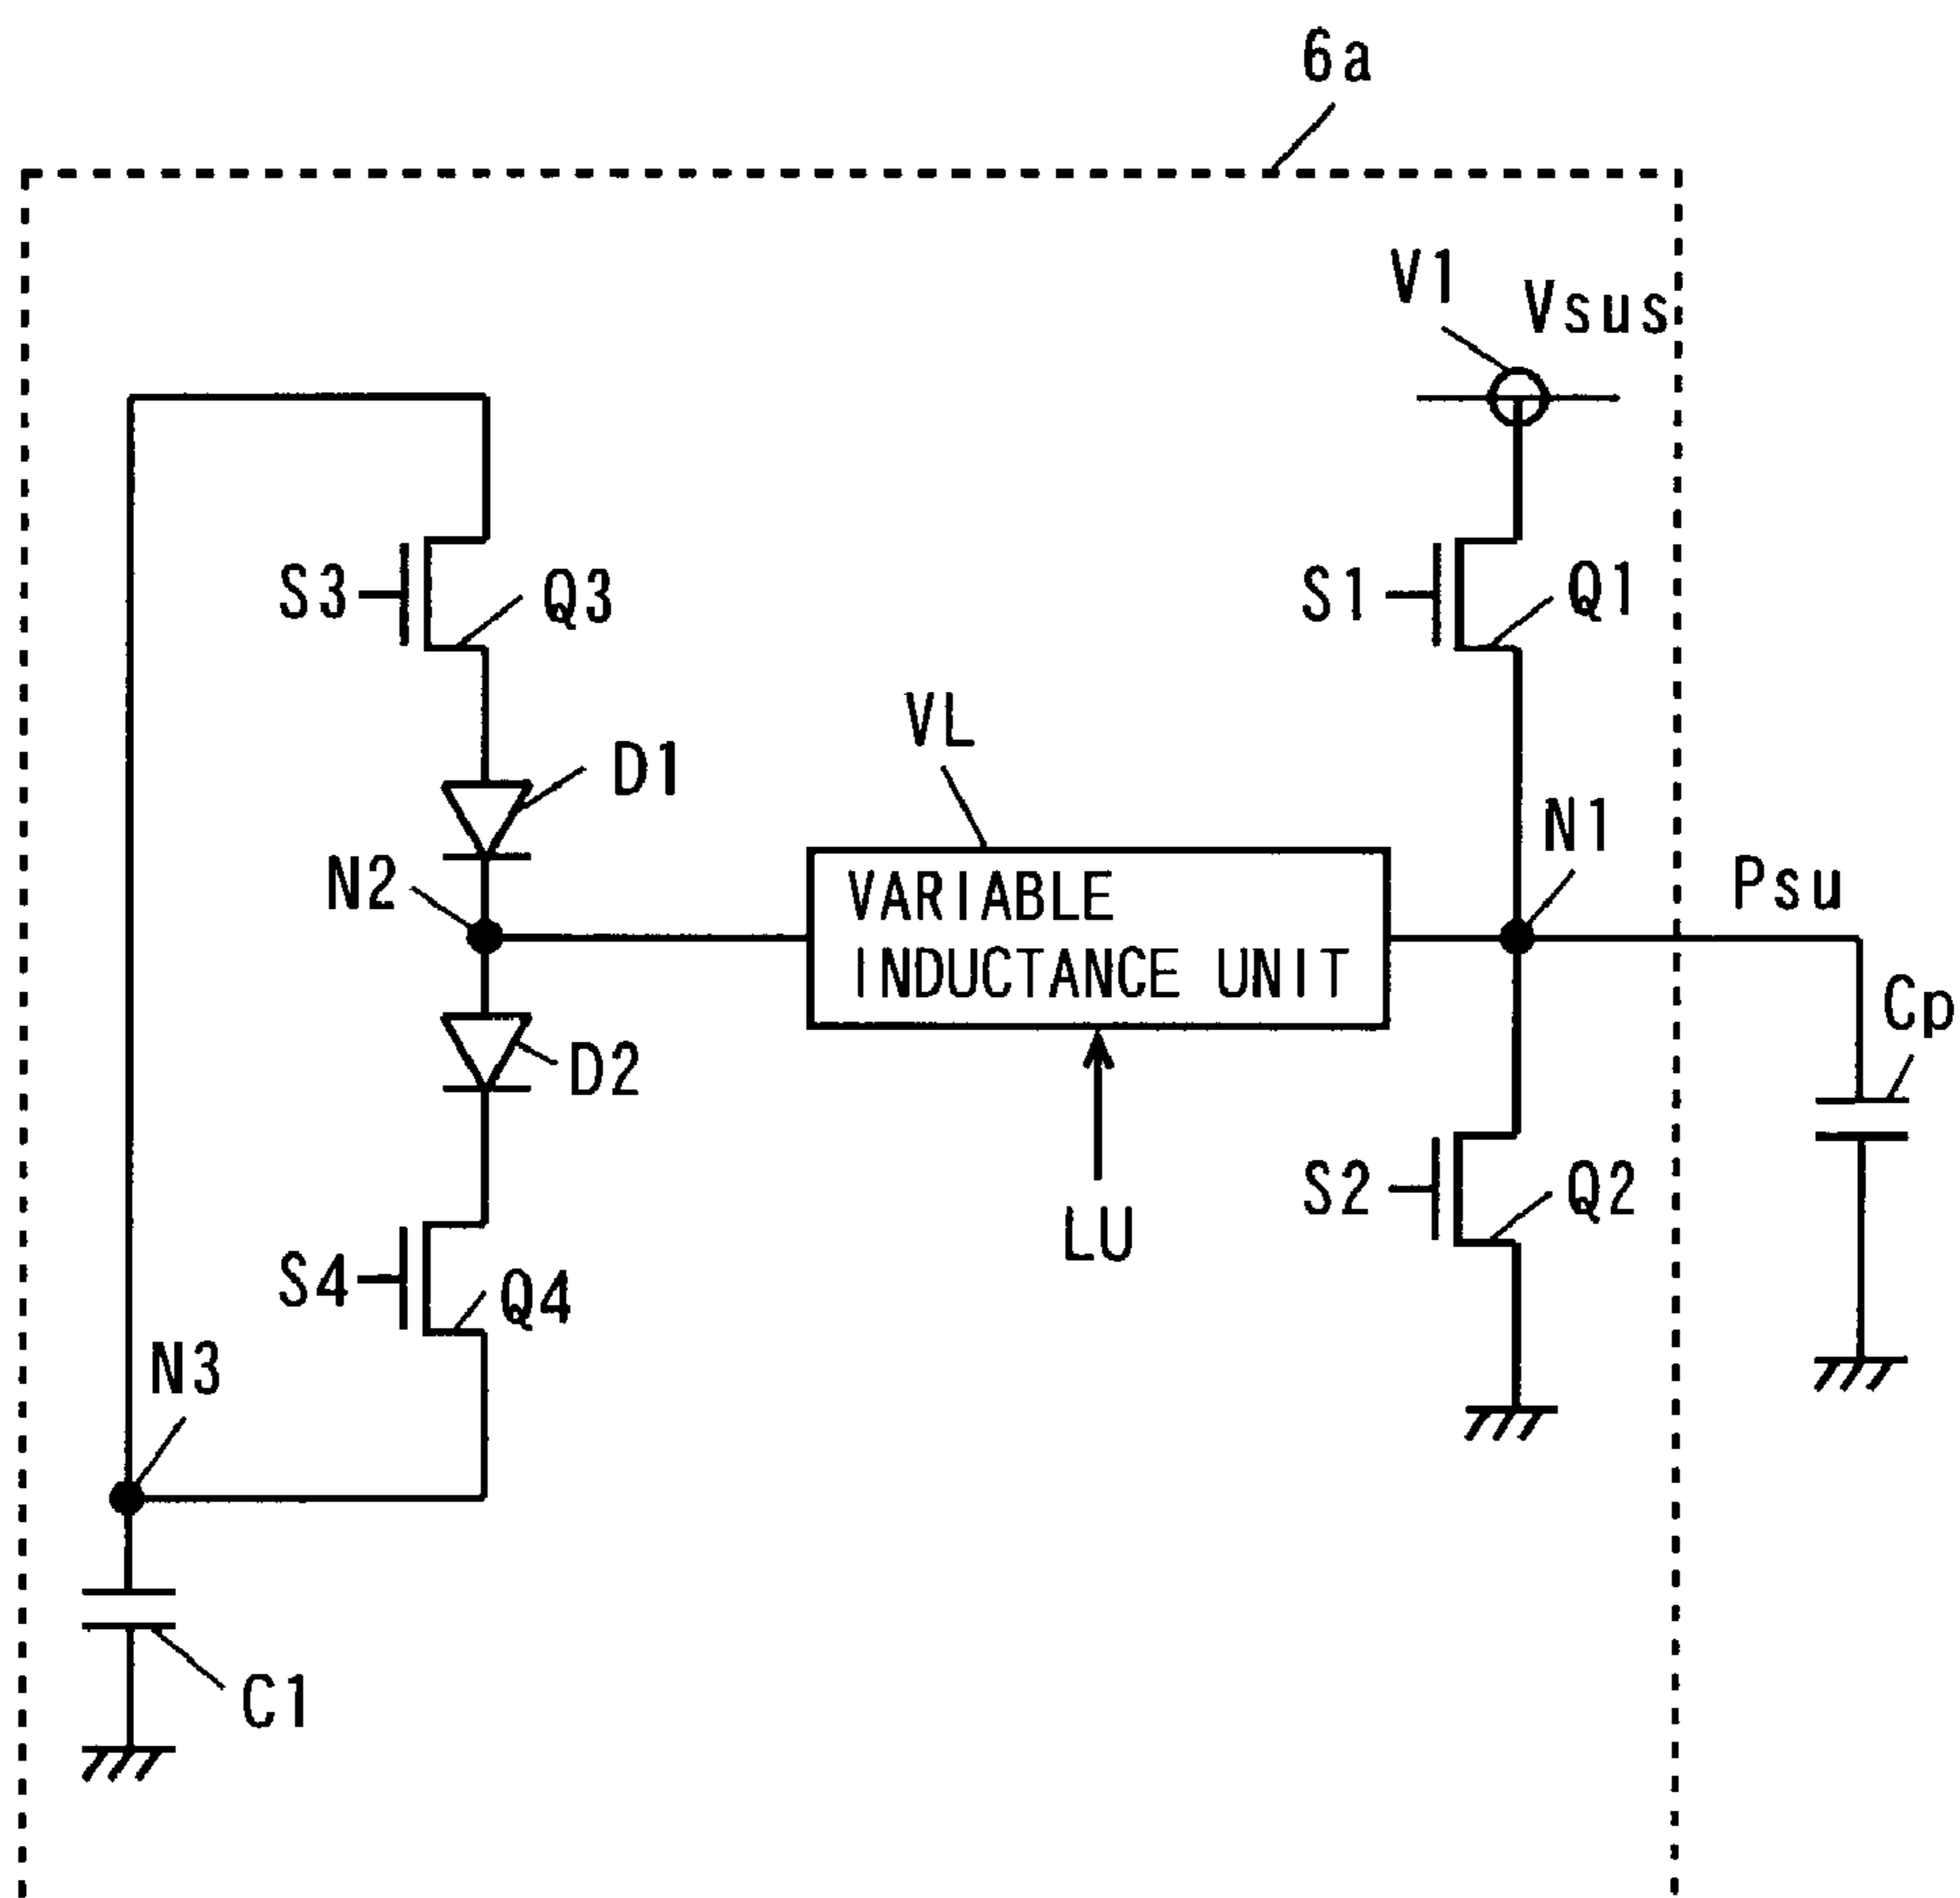 6a
V1
Vsus
S3
Q3
S1
Q1
VL
D1
N1
N2
VARIABLE
INDUCTANCE UNIT
Psu
Cp
D2
S2
Q2
LU
S4
Q4
N3
C1